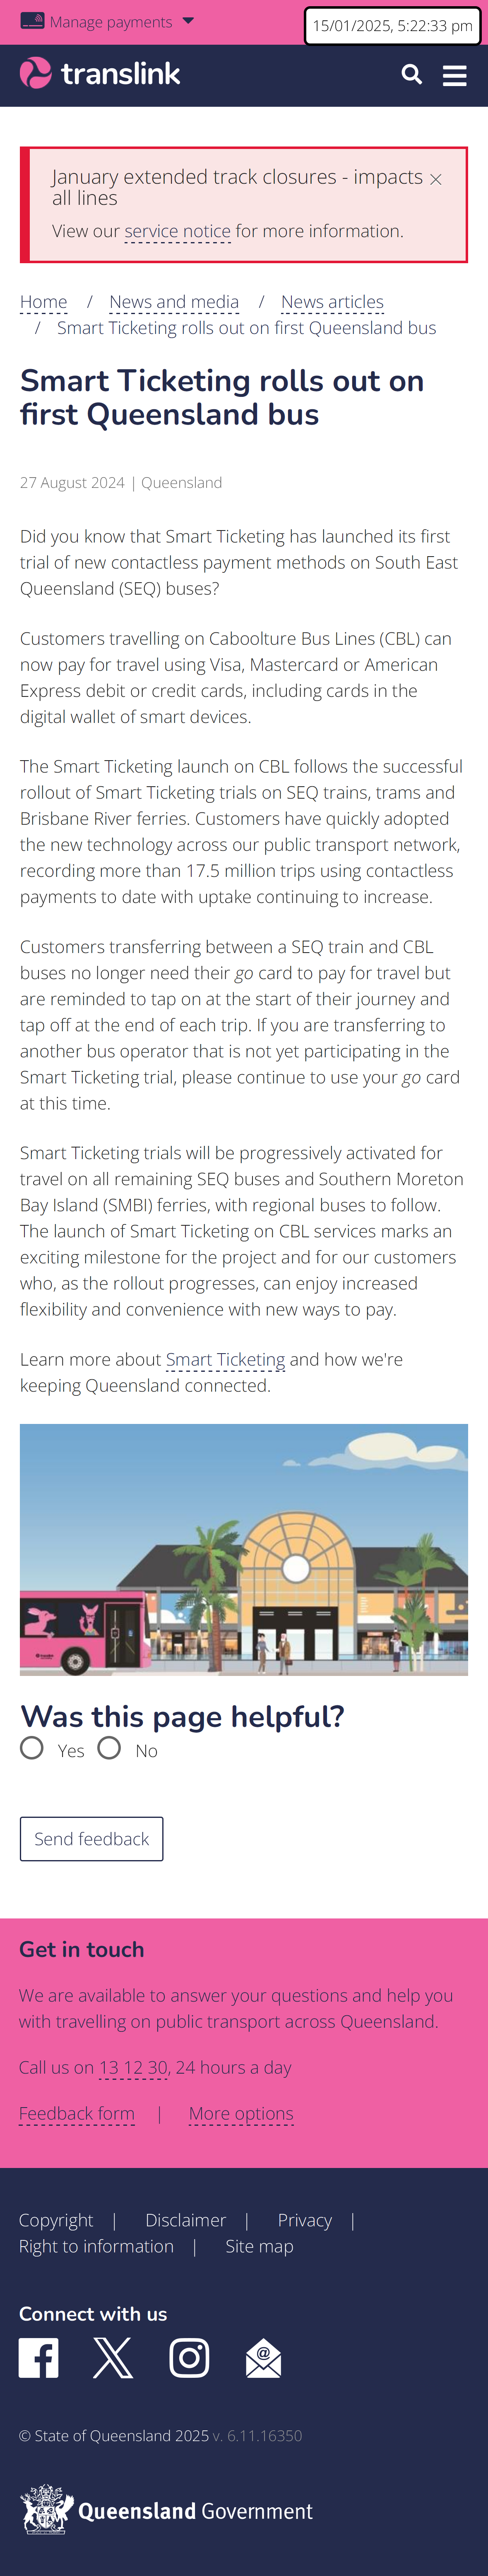 Manage payments
15/01/2025, 5:22:33 pm
translink
January extended track closures - impacts
all lines
View our service notice for more information.
Home / News and media / News articles
/ Smart Ticketing rolls out on first Queensland bus
Smart Ticketing rolls out on
first Queensland bus
27 August 2024 | Queensland
Did you know that Smart Ticketing has launched its first
trial of new contactless payment methods on South East
Queensland (SEQ) buses?
Customers travelling on Caboolture Bus Lines (CBL) can
now pay for travel using Visa, Mastercard or American
Express debit or credit cards, including cards in the
digital wallet of smart devices.
The Smart Ticketing launch on CBL follows the successful
rollout of Smart Ticketing trials on SEQ trains, trams and
Brisbane River ferries. Customers have quickly adopted
the new technology across our public transport network,
recording more than 17.5 million trips using contactless
payments to date with uptake continuing to increase.
Customers transferring between a SEQ train and CBL
buses no longer need their go card to pay for travel but
are reminded to tap on at the start of their journey and
tap off at the end of each trip. If you are transferring to
another bus operator that is not yet participating in the
Smart Ticketing trial, please continue to use your go card
at this time.
Smart Ticketing trials will be progressively activated for
travel on all remaining SEQ buses and Southern Moreton
Bay Island (SMBI) ferries, with regional buses to follow.
The launch of Smart Ticketing on CBL services marks an
exciting milestone for the project and for our customers
who, as the rollout progresses, can enjoy increased
flexibility and convenience with new ways to pay.
Learn more about Smart Ticketing and how we're
keeping Queensland connected.
Was this page helpful?
Yes No
Send feedback
Get in touch
We are available to answer your questions and help you
with travelling on public transport across Queensland.
Call us on 13 12 30, 24 hours a day
Feedback form | More options
Copyright | Disclaimer | Privacy |
Right to information | Site map
Connect with us
© State of Queensland 2025 v. 6.11.16350
Queensland Government